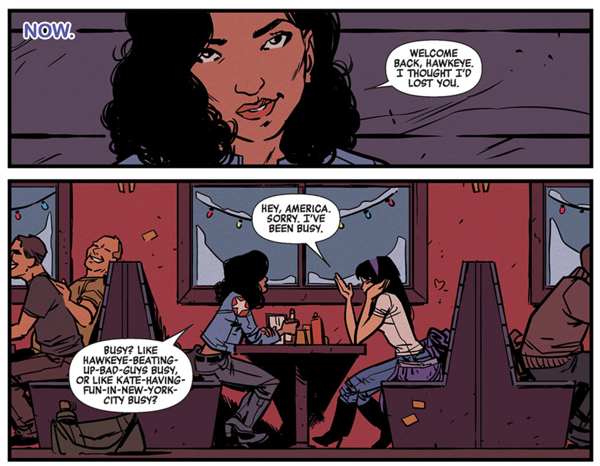 NOW.
WELCOME
BACK, HAWKEYE.
I THOUGHT I'D
LOST YOU.
HEY, AMERICA.
SORRY. I'VE
BEEN BUSY.
BUSY? LIKE
HAWKEYE-BEATING-
UP-BAD-GUYS BUSY,
OR LIKE KATE-HAVING-
FUN-IN-NEW-YORK-
CITY BUSY?